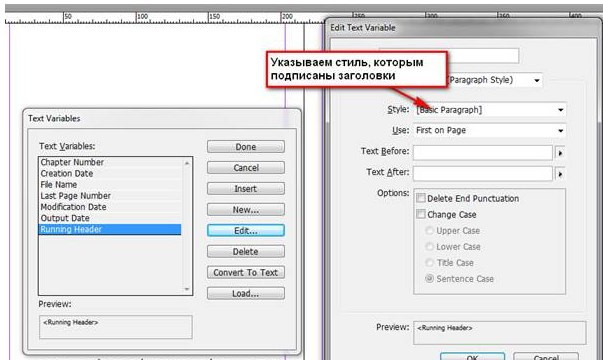 50
100
150
200
250
300
350
400
Edit Text Variable
Указываем стиль, которым
подписаны заголовки
(Paragraph Style)
Style: [Basic Paragraph]
Use: First on Page
Text Before:
Text After:
Options:
Delete End Punctuation
Change Case
Upper Case
Lower Case
Title Case
Sentence Case
Preview: <Running Header>
OK
Cancel
Text Variables
Text Variables:
Chapter Number
Creation Date
File Name
Last Page Number
Modification Date
Output Date
Running Header
Done
Cancel
Insert
New...
Edit...
Delete
Convert To Text
Load...
Preview:
<Running Header>